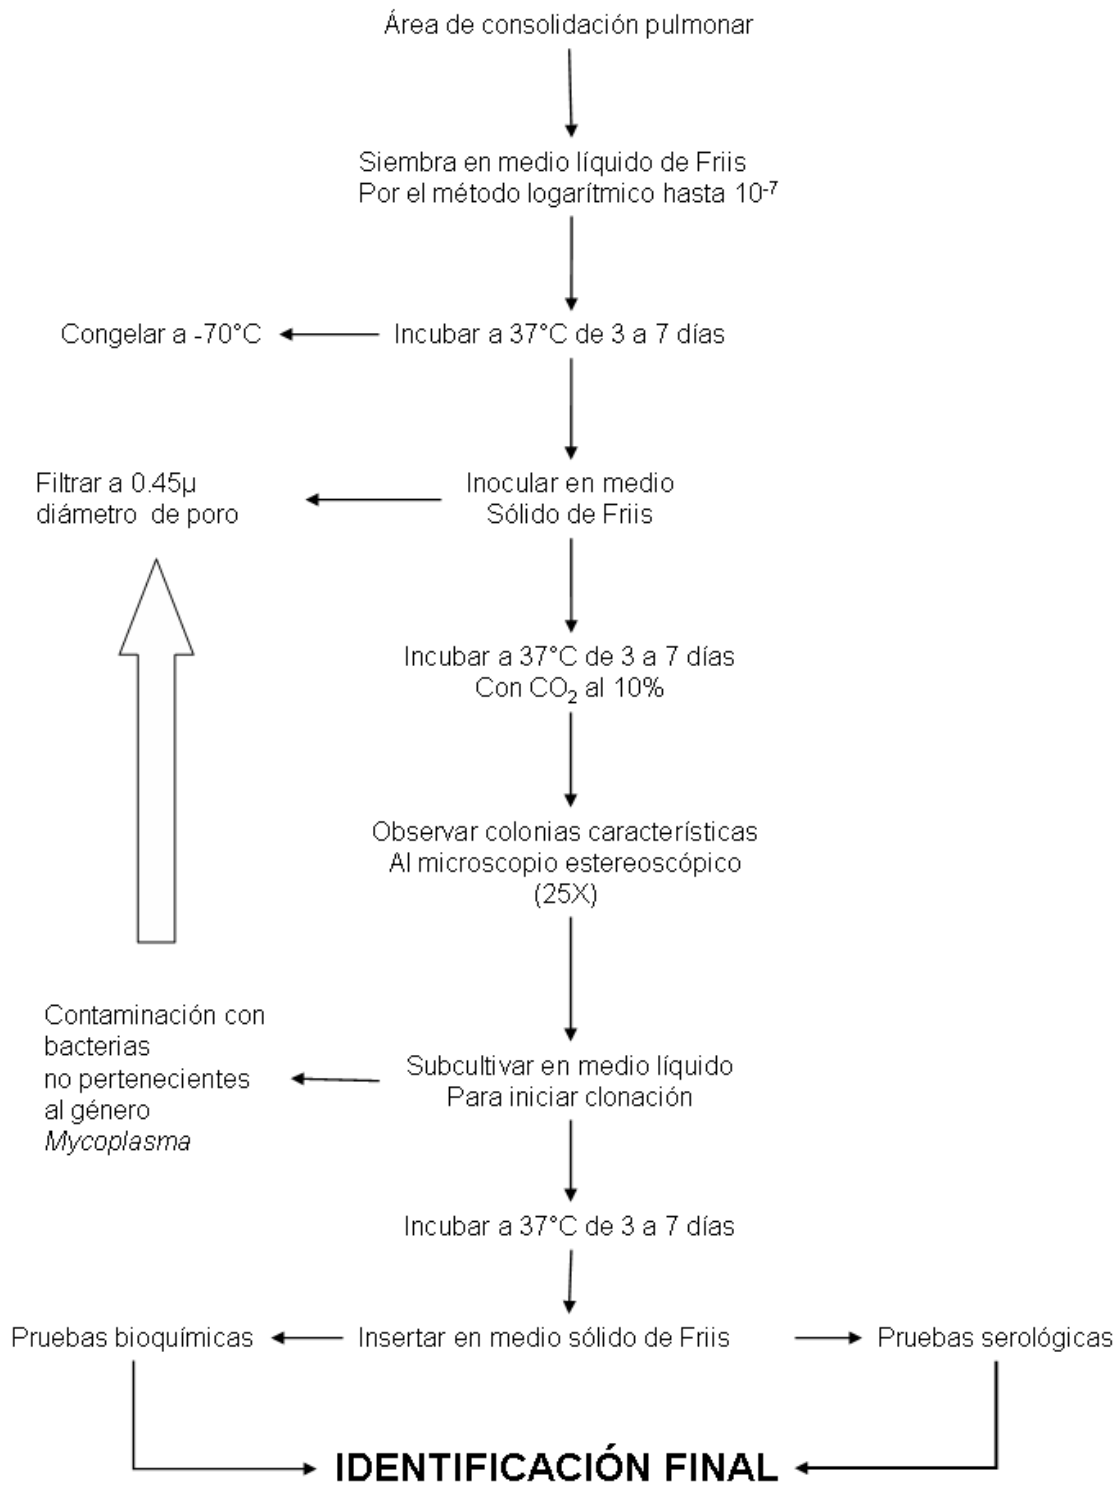 Área de consolidación pulmonar
Siembra en medio líquido de Friis
Por el método logarítmico hasta 10⁻⁷
Congelar a -70°C
Incubar a 37°C de 3 a 7 días
Filtrar a 0.45µ
diámetro de poro
Inocular en medio
Sólido de Friis
Incubar a 37°C de 3 a 7 días
Con CO₂ al 10%
Observar colonias características
Al microscopio estereoscópico
(25X)
Contaminación con
bacterias
no pertenecientes
al género
Mycoplasma
Subcultivar en medio líquido
Para iniciar clonación
Incubar a 37°C de 3 a 7 días
Pruebas bioquímicas
Insertar en medio sólido de Friis
Pruebas serológicas
IDENTIFICACIÓN FINAL